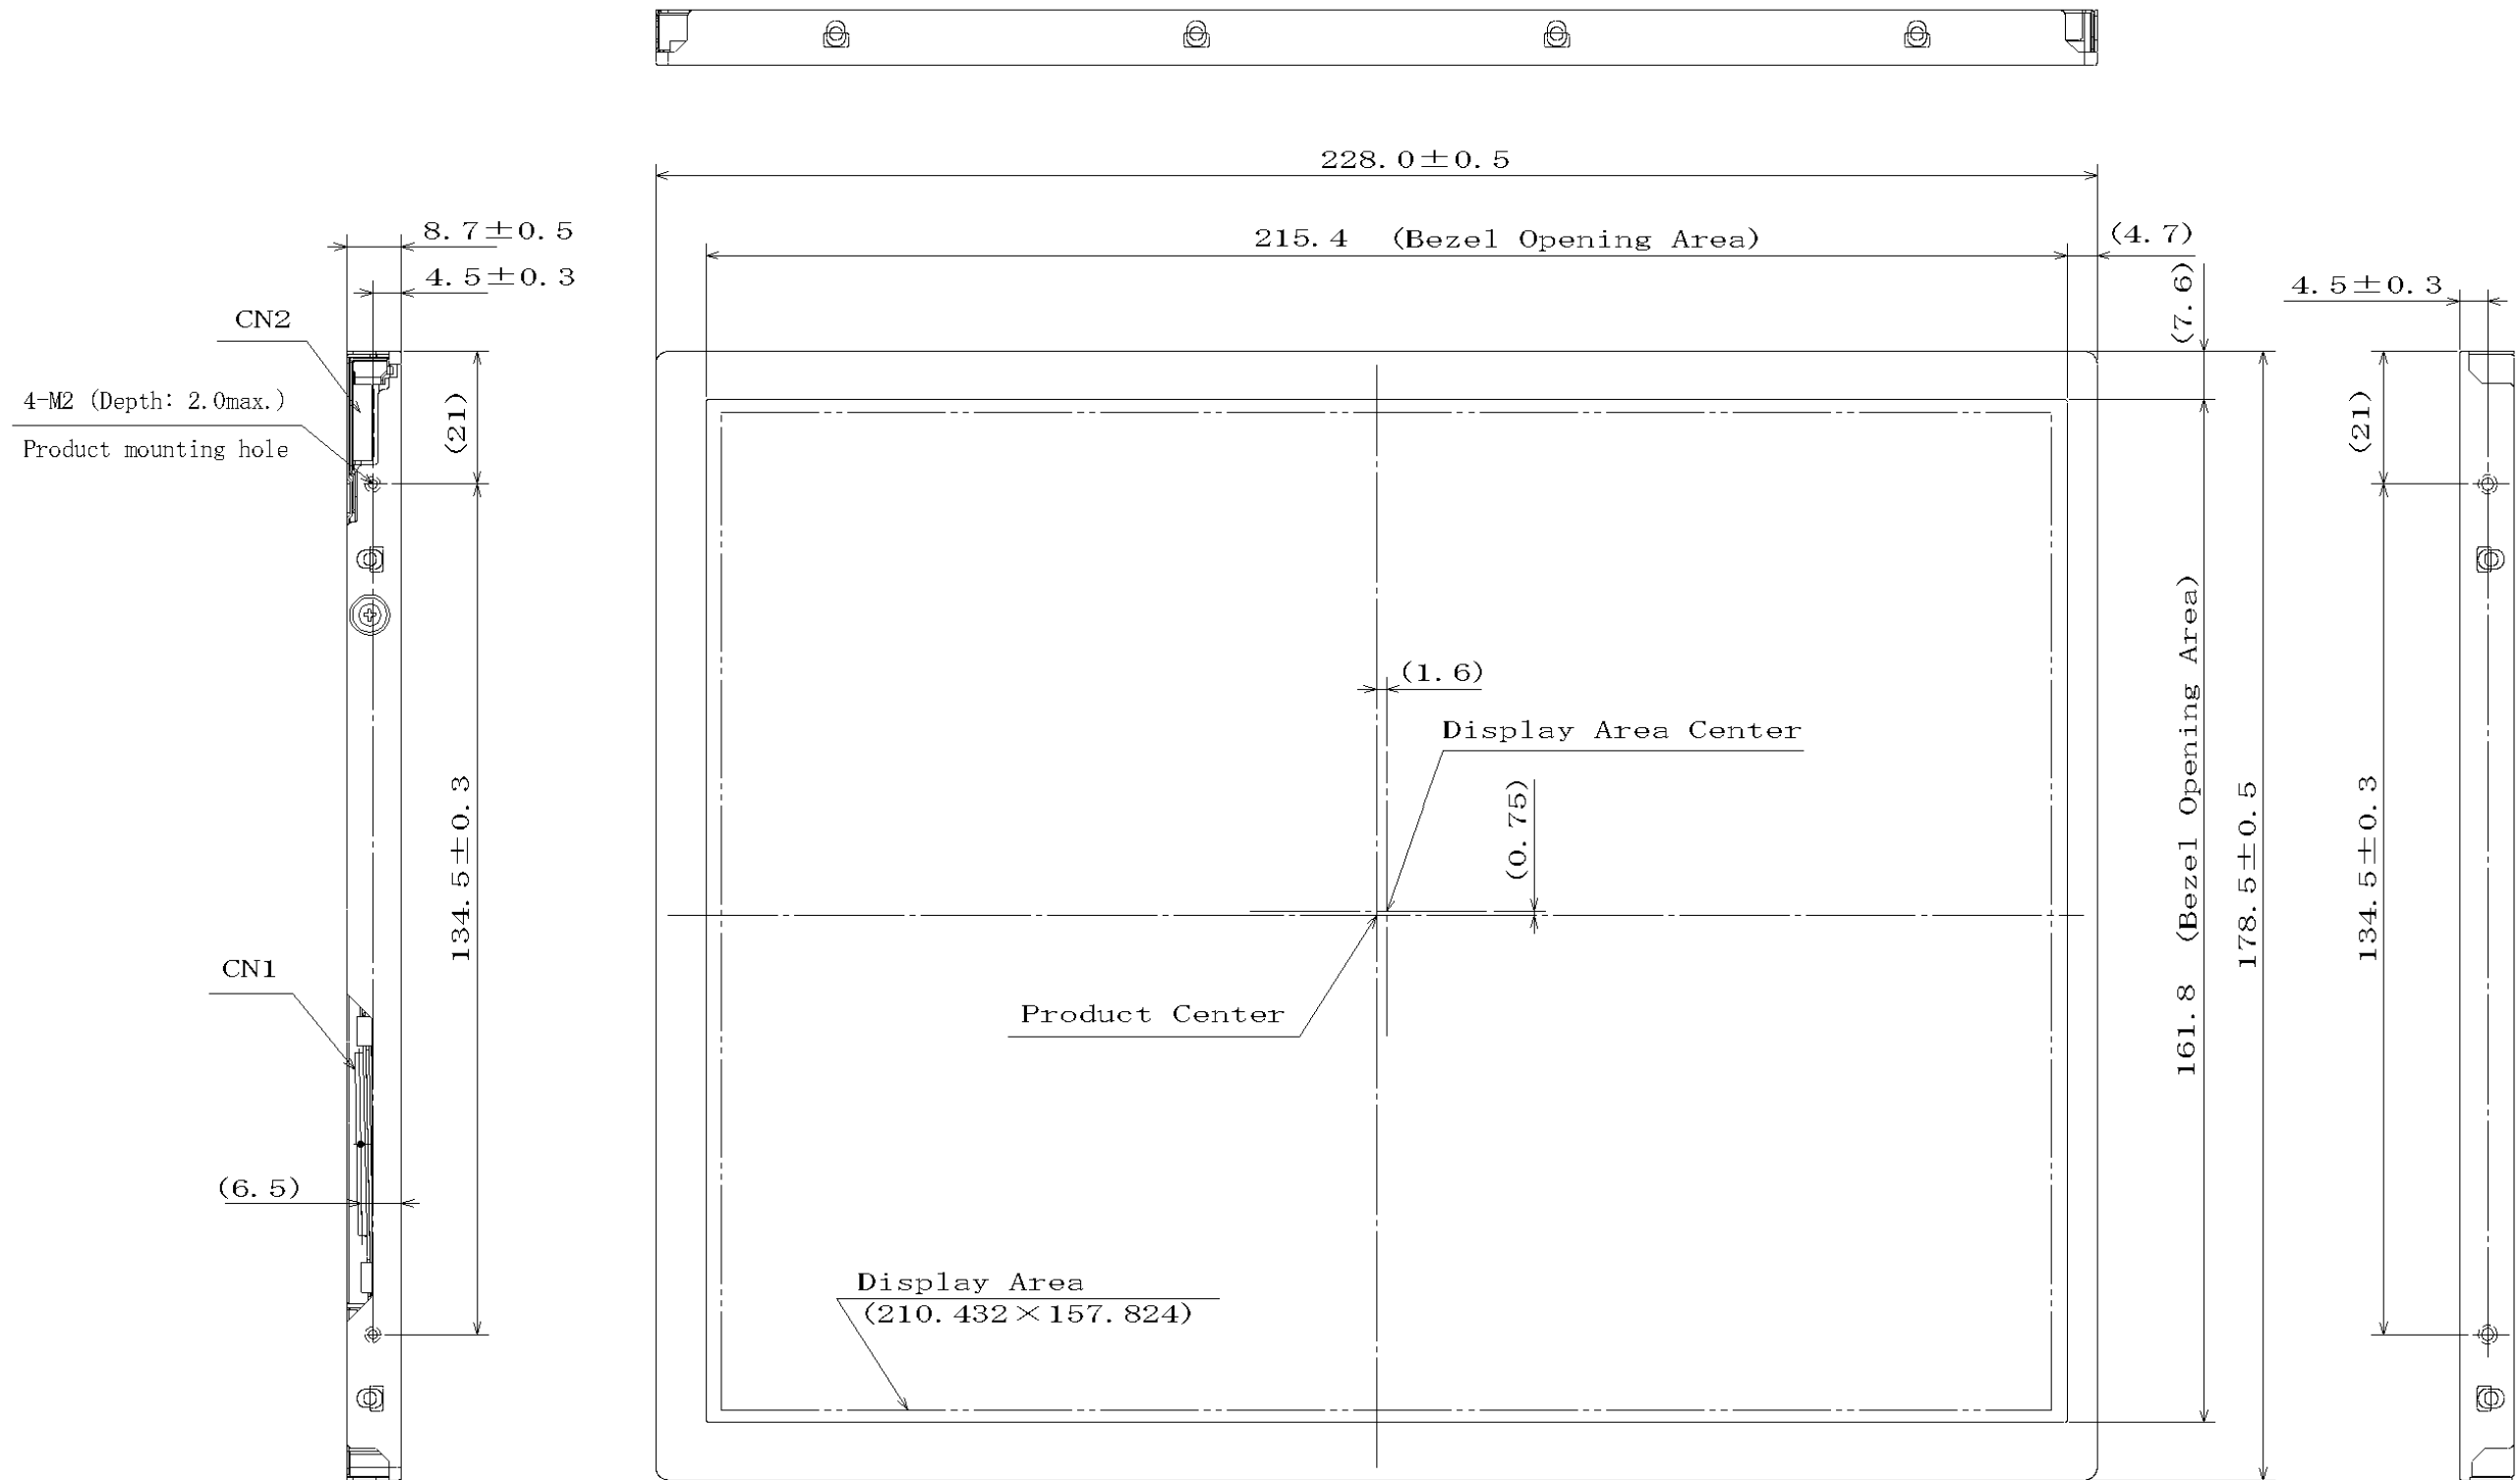 228.0±0.5
8.7±0.5
215.4 (Bezel Opening Area)
(4.7)
4.5±0.3
(7.6)
4.5±0.3
CN2
4-M2 (Depth: 2.0max.)
Product mounting hole
(21)
(21)
(1.6)
Display Area Center
(0.75)
134.5±0.3
161.8 (Bezel Opening Area)
178.5±0.5
134.5±0.3
CN1
Product Center
(6.5)
Display Area
(210.432×157.824)